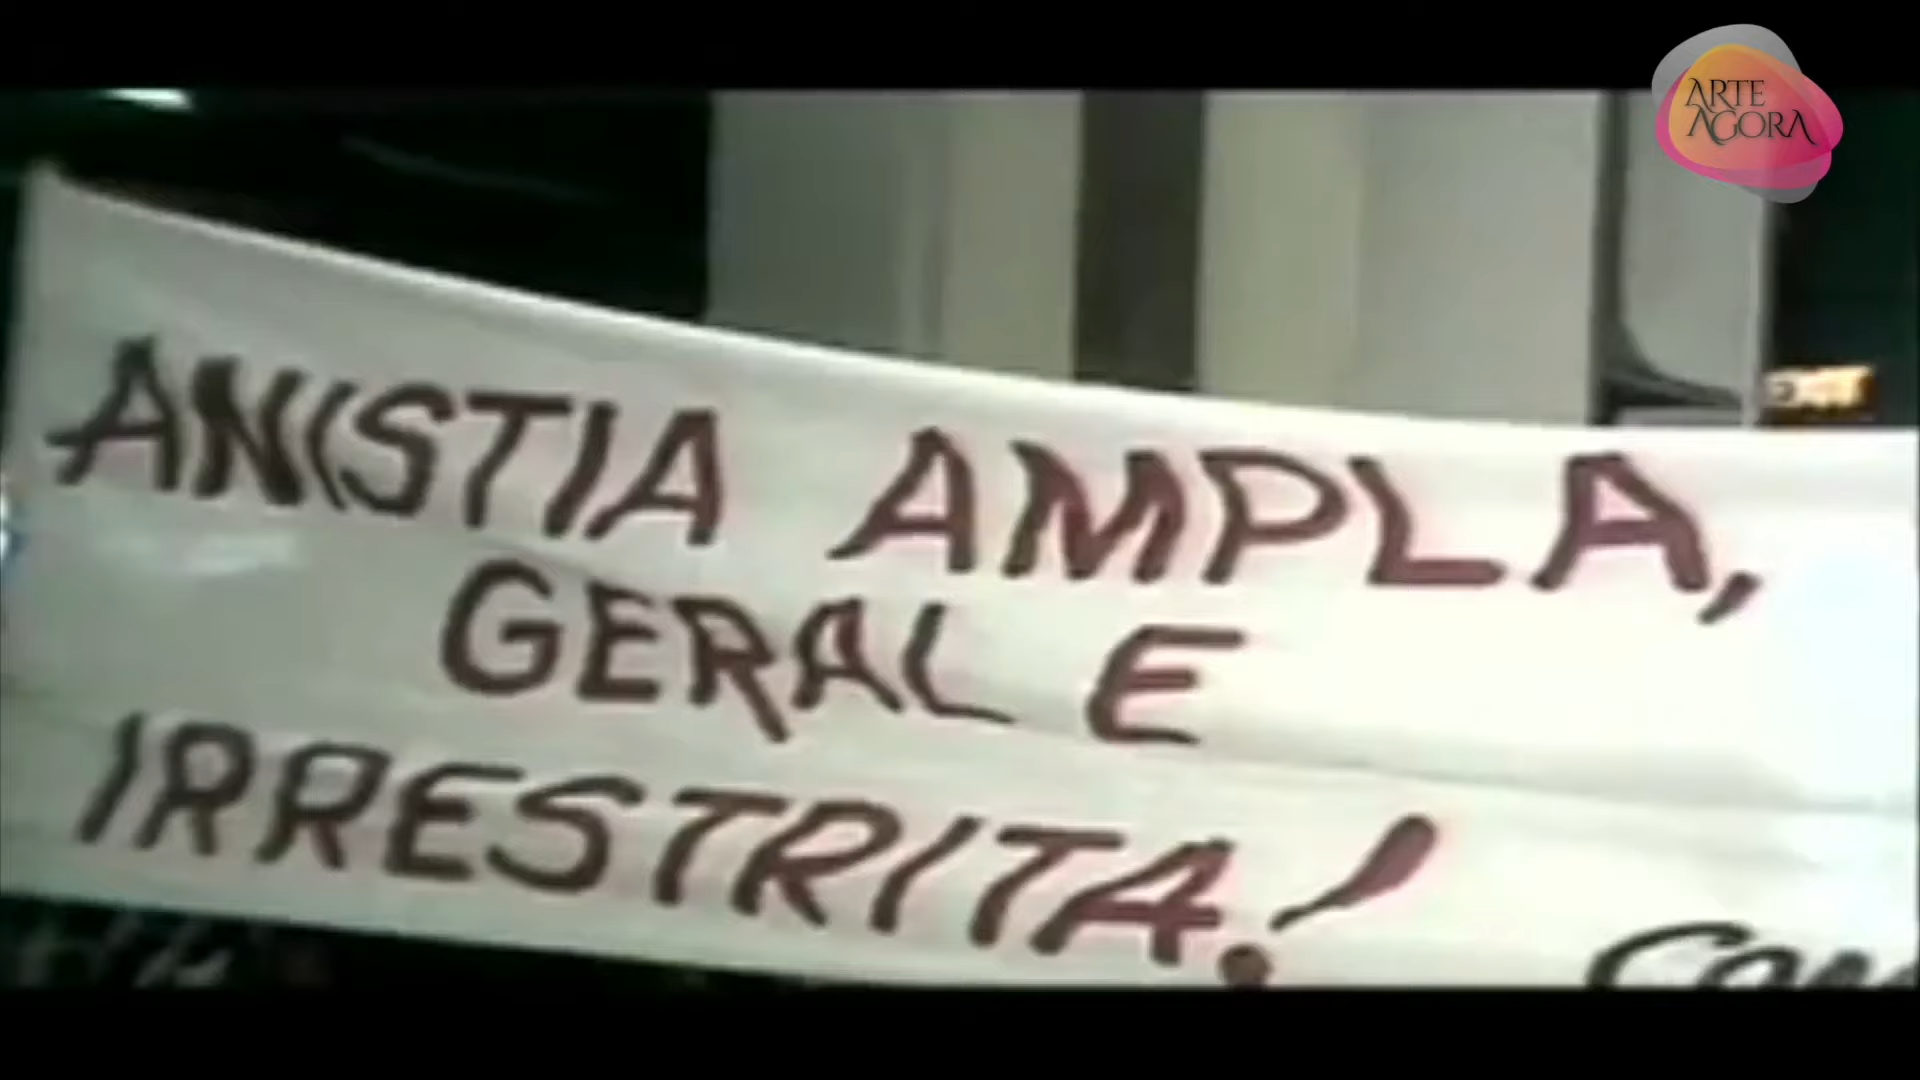 ARTE
AGORA
ANISTIA AMPLA,
GERAL E
IRRESTRITA!